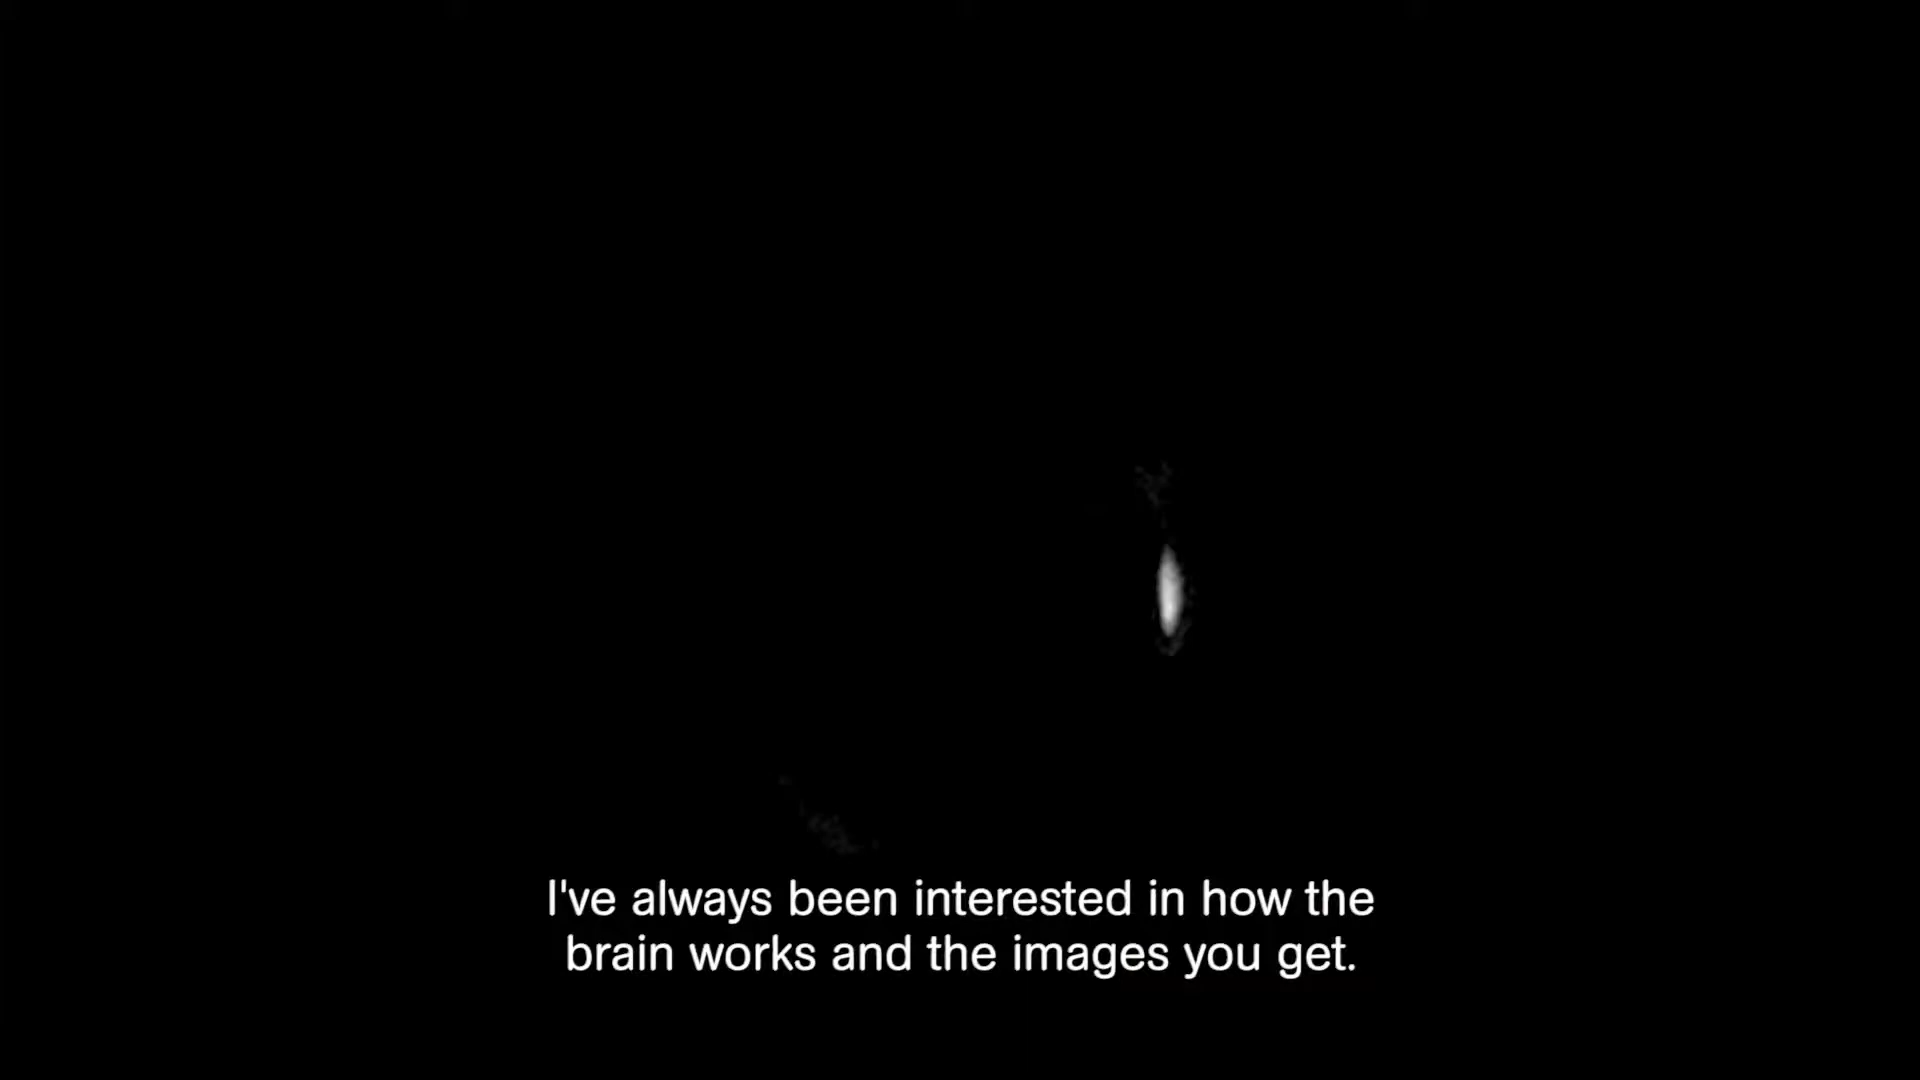 I've always been interested in how the
brain works and the images you get.